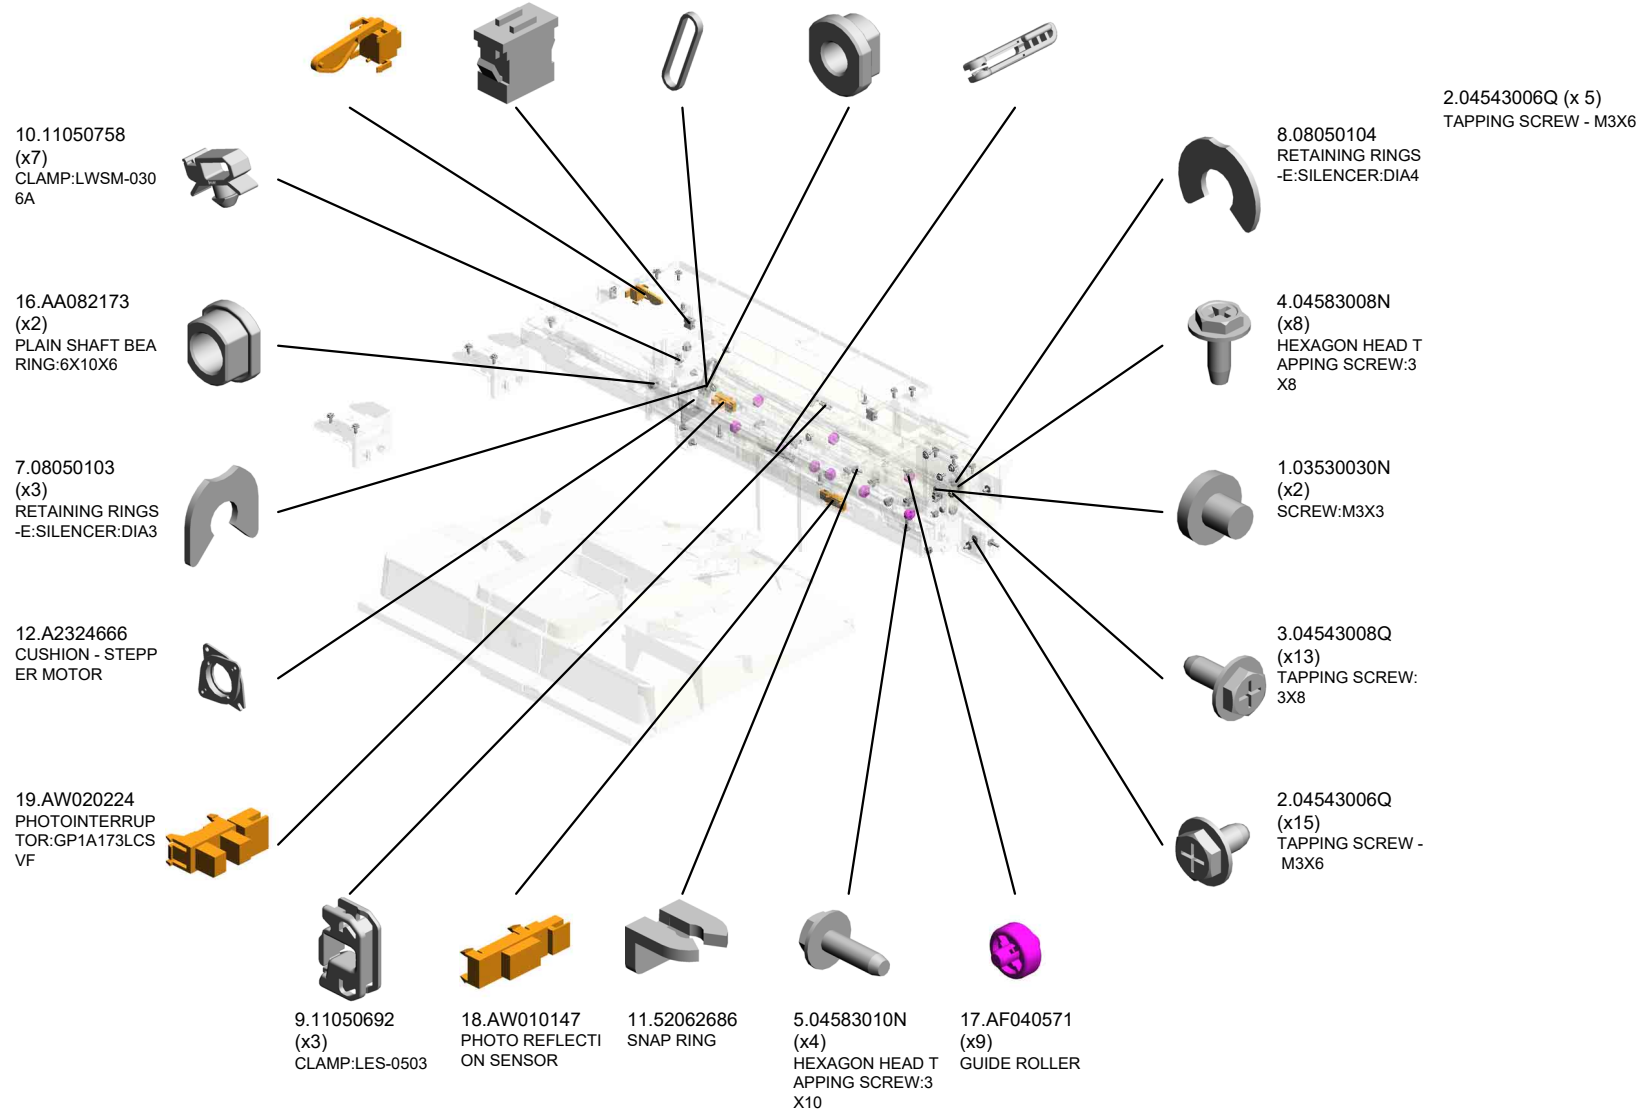 2.04543006Q (x 5)
TAPPING SCREW - M3X6
10.11050758
(x7)
CLAMP:LWSM-030
6A
8.08050104
RETAINING RINGS
-E:SILENCER:DIA4
16.AA082173
(x2)
PLAIN SHAFT BEA
RING:6X10X6
4.04583008N
(x8)
HEXAGON HEAD T
APPING SCREW:3
X8
7.08050103
(x3)
RETAINING RINGS
-E:SILENCER:DIA3
1.03530030N
(x2)
SCREW:M3X3
12.A2324666
CUSHION - STEPP
ER MOTOR
3.04543008Q
(x13)
TAPPING SCREW:
3X8
19.AW020224
PHOTOINTERRUP
TOR:GP1A173LCS
VF
2.04543006Q
(x15)
TAPPING SCREW -
M3X6
9.11050692
(x3)
CLAMP:LES-0503
18.AW010147
PHOTO REFLECTI
ON SENSOR
11.52062686
SNAP RING
5.04583010N
(x4)
HEXAGON HEAD T
APPING SCREW:3
X10
17.AF040571
(x9)
GUIDE ROLLER